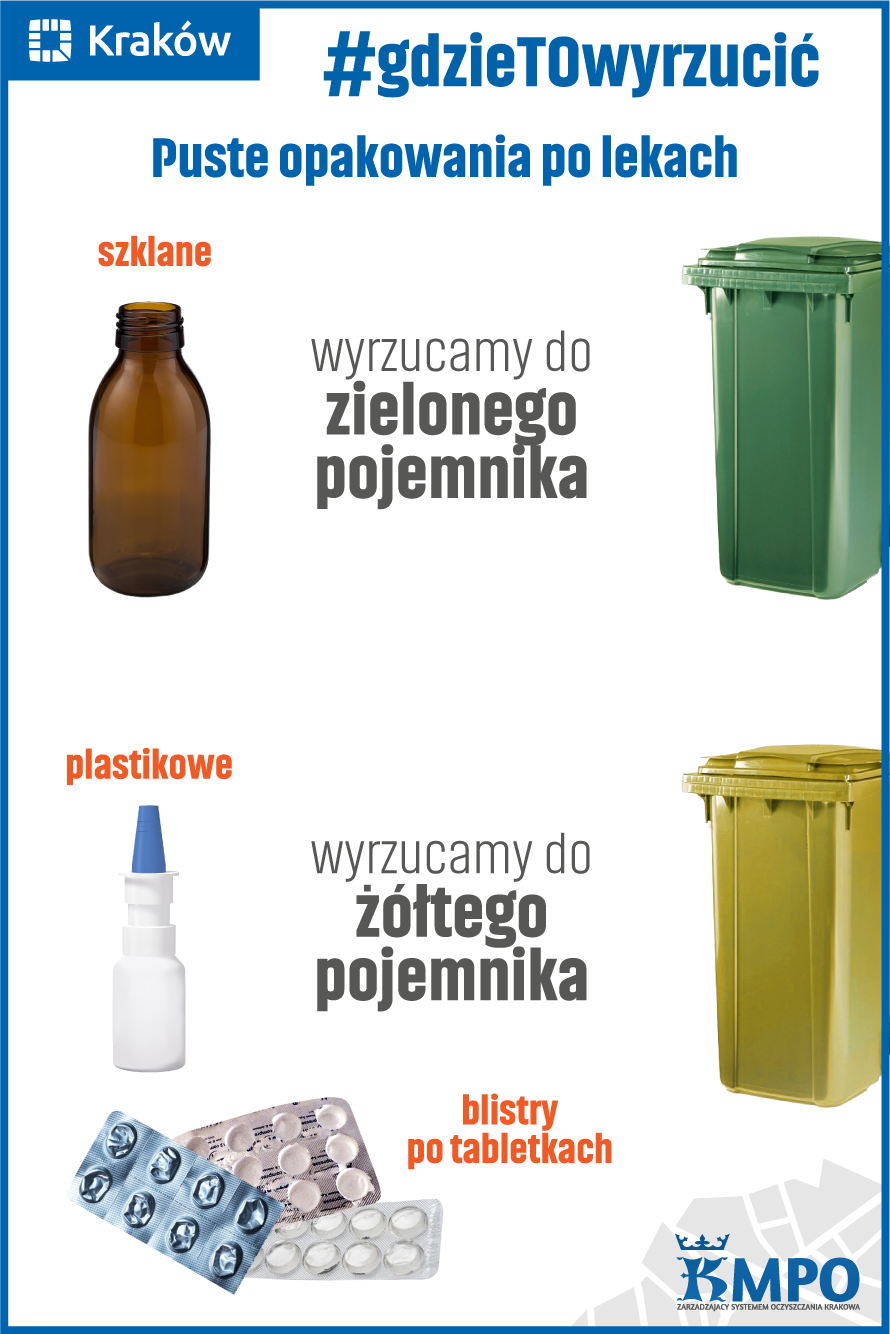 Kraków
#gdzieTOwyrzucić
Puste opakowania po lekach
szklane
wyrzucamy do
zielonego
pojemnika
plastikowe
wyrzucamy do
żółtego
pojemnika
blistry
po tabletkach
KMPO
ZARZĄDZAJĄCY SYSTEMEM OCZYSZCZANIA KRAKOWA